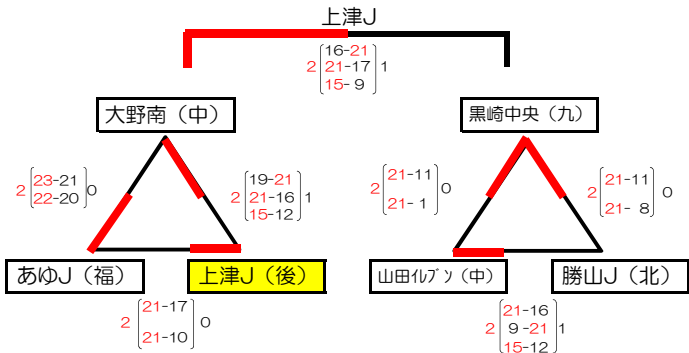 上津J
2 16-21 1
21-17
15- 9
大野南（中）
黒崎中央（九）
2 23-21 0
22-20
2 19-21 1
21-16
15-12
2 21-11 0
21- 1
2 21-11 0
21- 8
あゆJ（福）
上津J（後）
山田ｲﾚﾌﾞﾝ（中）
勝山J（北）
2 21-17 0
21-10
2 21-16 1
9-21
15-12